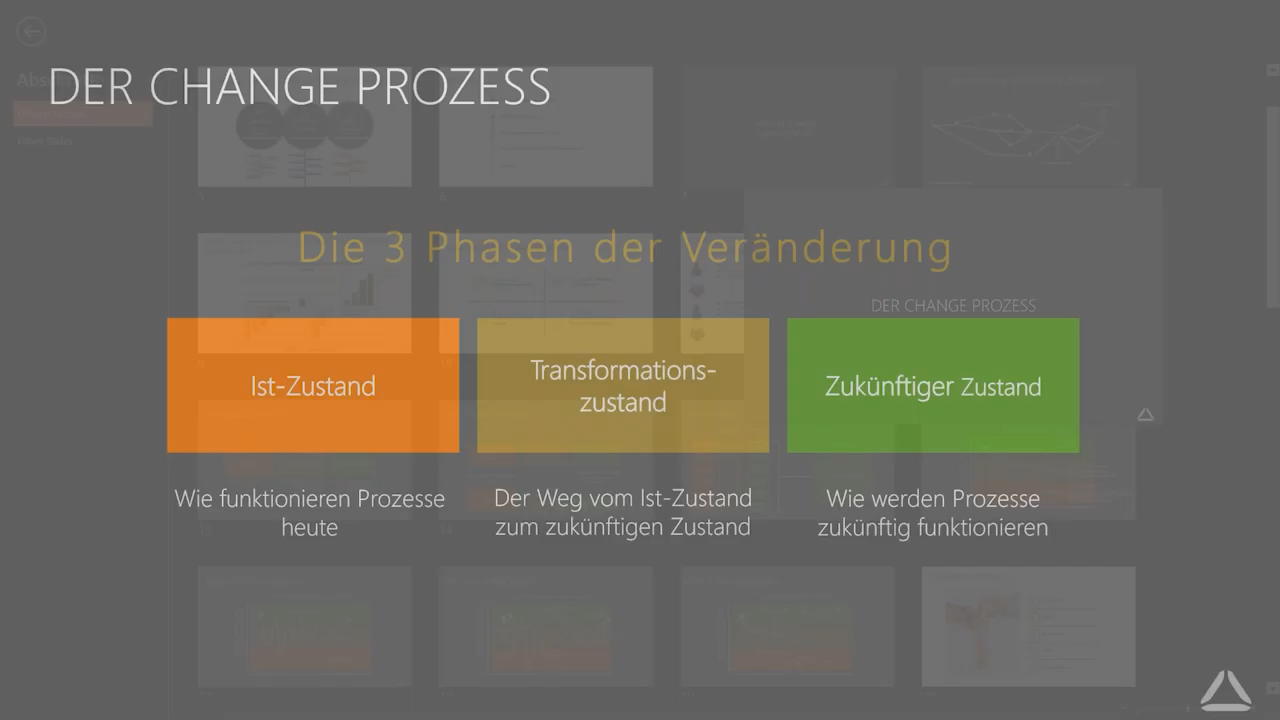 DER CHANGE PROZESS
Die 3 Phasen der Veränderung
DER CHANGE PROZESS
Ist-Zustand
Transformations-
zustand
Zukünftiger Zustand
Wie funktionieren Prozesse
heute
Der Weg vom Ist-Zustand
zum zukünftigen Zustand
Wie werden Prozesse
zukünftig funktionieren